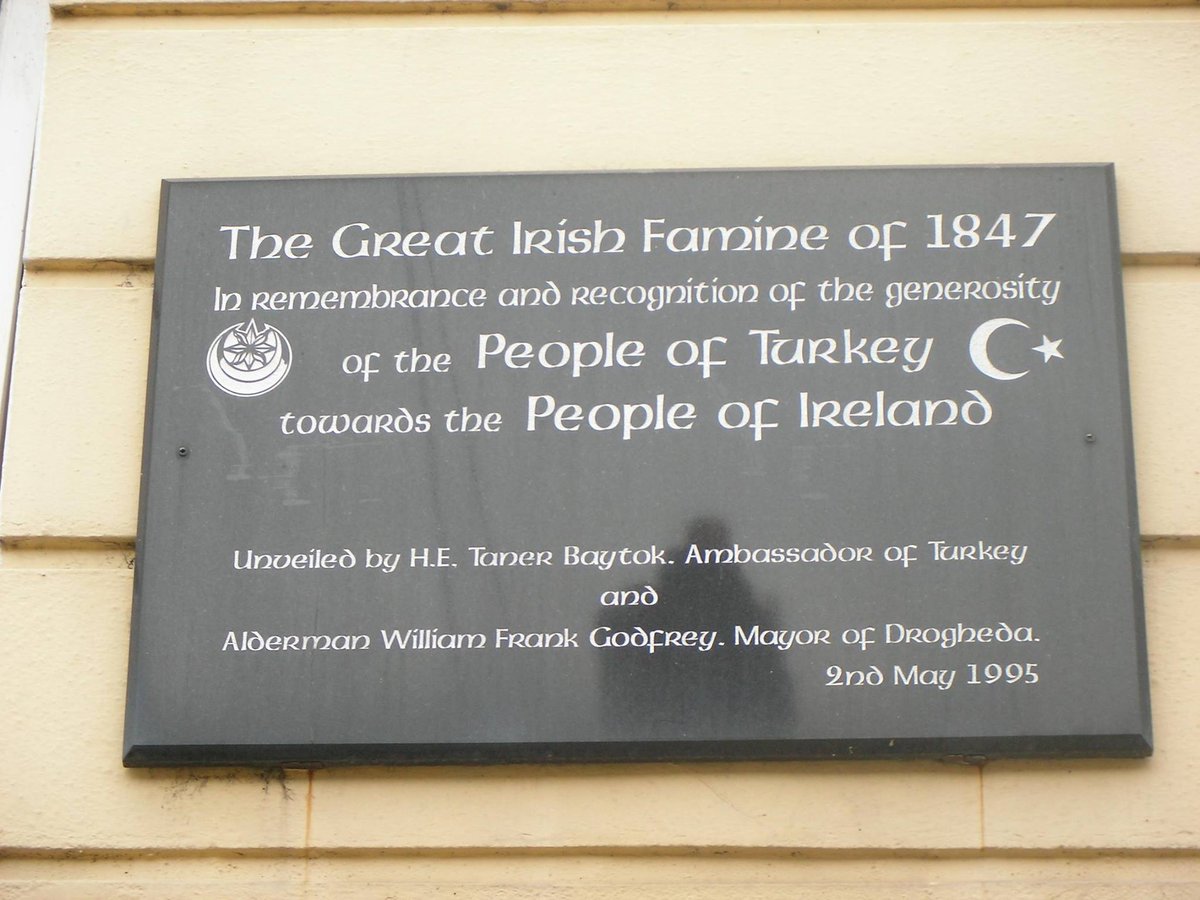 The Great Irish Famine of 1847
In remembrance and recognition of the generosity
of the People of Turkey
towards the People of Ireland
Unveiled by H.E. Taner Baytok. Ambassador of Turkey
and
Alderman William Frank Godfrey. Mayor of Drogheda.
2nd May 1995